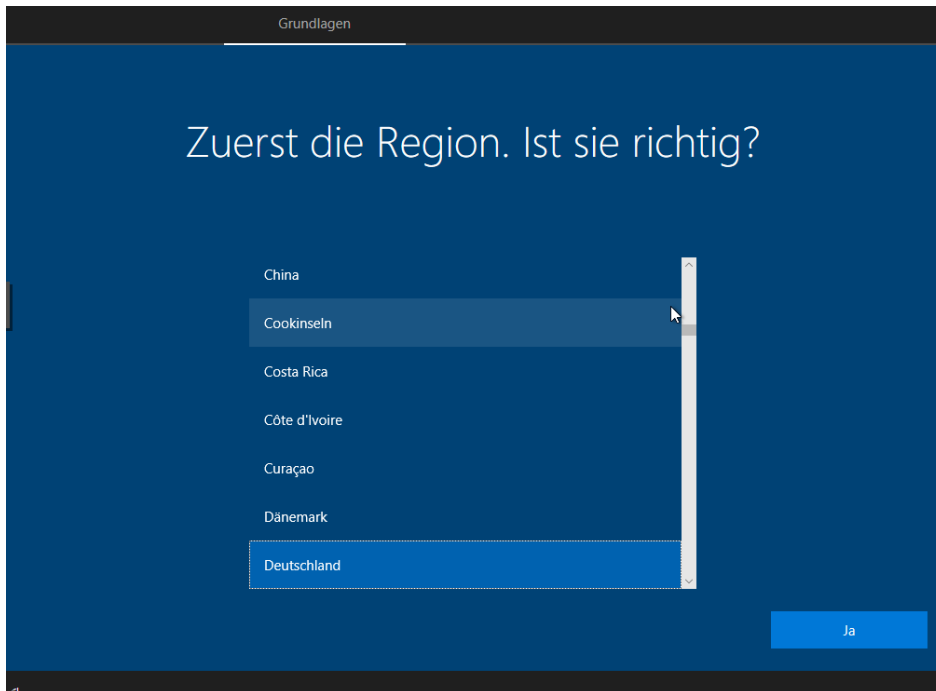 Grundlagen
Zuerst die Region. Ist sie richtig?
China
Cookinseln
Costa Rica
Côte d'Ivoire
Curaçao
Dänemark
Deutschland
Ja